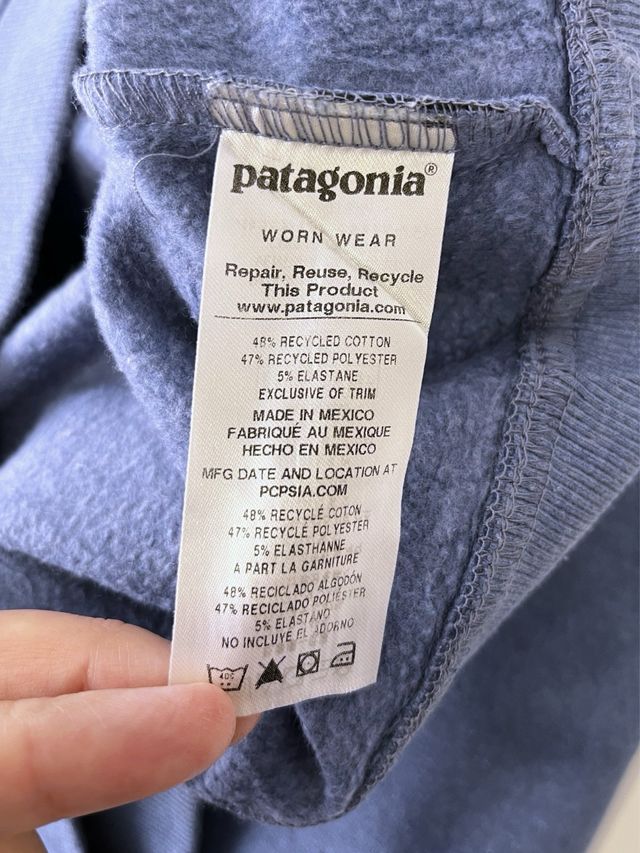 patagonia®
WORN WEAR
Repair, Reuse, Recycle
This Product
www.patagonia.com
48% RECYCLED COTTON
47% RECYCLED POLYESTER
5% ELASTANE
EXCLUSIVE OF TRIM
MADE IN MEXICO
FABRIQUÉ AU MEXIQUE
HECHO EN MEXICO
MFG DATE AND LOCATION AT
PCPSIA.COM
48% RECYCLÉ COTON
47% RECYCLÉ POLYESTER
5% ELASTHANNE
A PART LA GARNITURE
48% RECICLADO ALGODÓN
47% RECICLADO POLIÉSTER
5% ELASTANO
NO INCLUYE EL ADORNO
40C